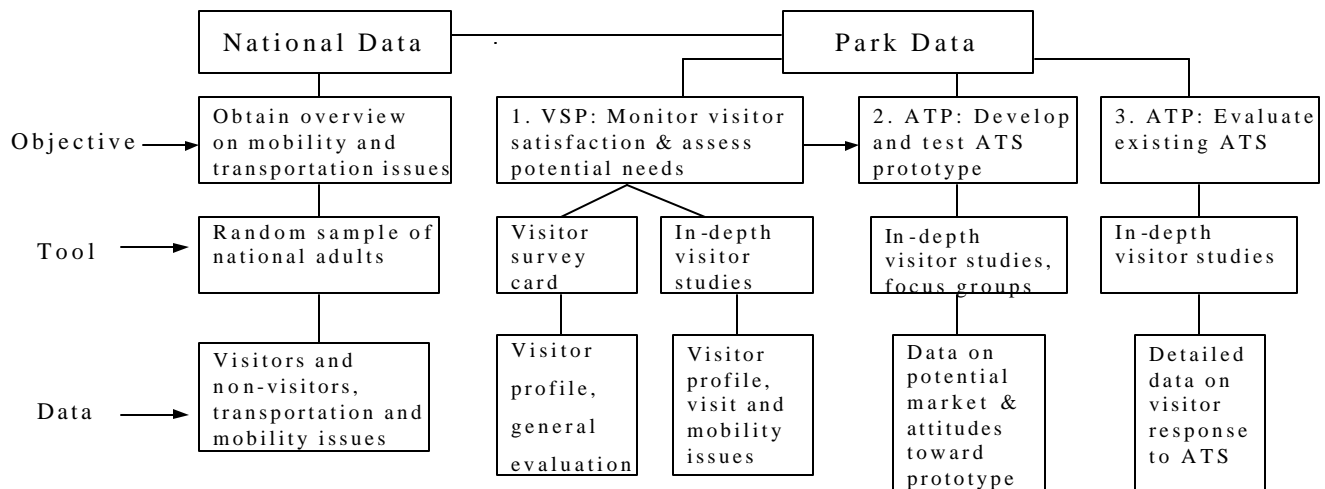 National Data
Park Data
Objective
Obtain overview
on mobility and
transportation issues
1. VSP: Monitor visitor
satisfaction & assess
potential needs
2. ATP: Develop
and test ATS
prototype
3. ATP: Evaluate
existing ATS
Tool
Random sample of
national adults
Visitor
survey
card
In-depth
visitor
studies
In-depth
visitor studies,
focus groups
In-depth
visitor studies
Data
Visitors and
non-visitors,
transportation and
mobility issues
Visitor
profile,
general
evaluation
Visitor
profile,
visit and
mobility
issues
Data on
potential
market &
attitudes
toward
prototype
Detailed
data on
visitor
response
to ATS